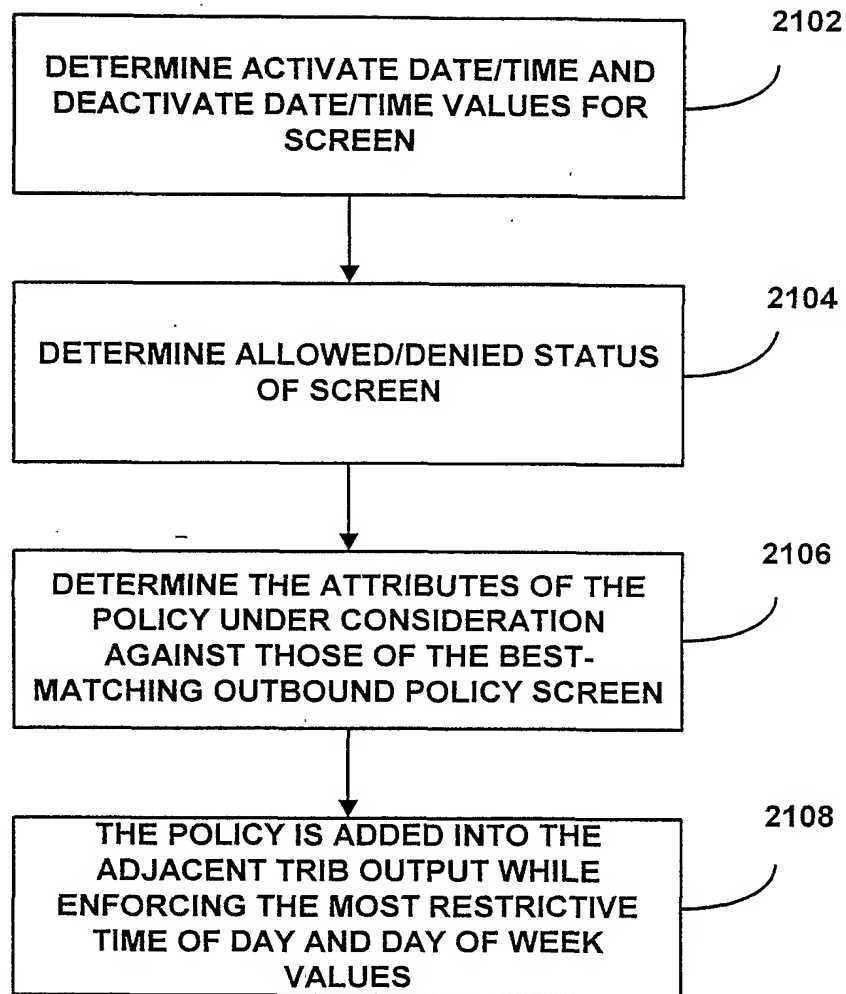 2102
DETERMINE ACTIVATE DATE/TIME AND
DEACTIVATE DATE/TIME VALUES FOR
SCREEN
2104
DETERMINE ALLOWED/DENIED STATUS
OF SCREEN
2106
DETERMINE THE ATTRIBUTES OF THE
POLICY UNDER CONSIDERATION
AGAINST THOSE OF THE BEST-
MATCHING OUTBOUND POLICY SCREEN
2108
THE POLICY IS ADDED INTO THE
ADJACENT TRIB OUTPUT WHILE
ENFORCING THE MOST RESTRICTIVE
TIME OF DAY AND DAY OF WEEK
VALUES